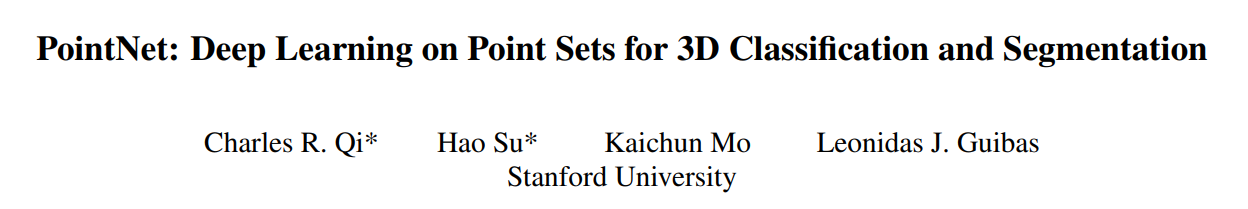 PointNet: Deep Learning on Point Sets for 3D Classification and Segmentation
Charles R. Qi* Hao Su* Kaichun Mo Leonidas J. Guibas
Stanford University